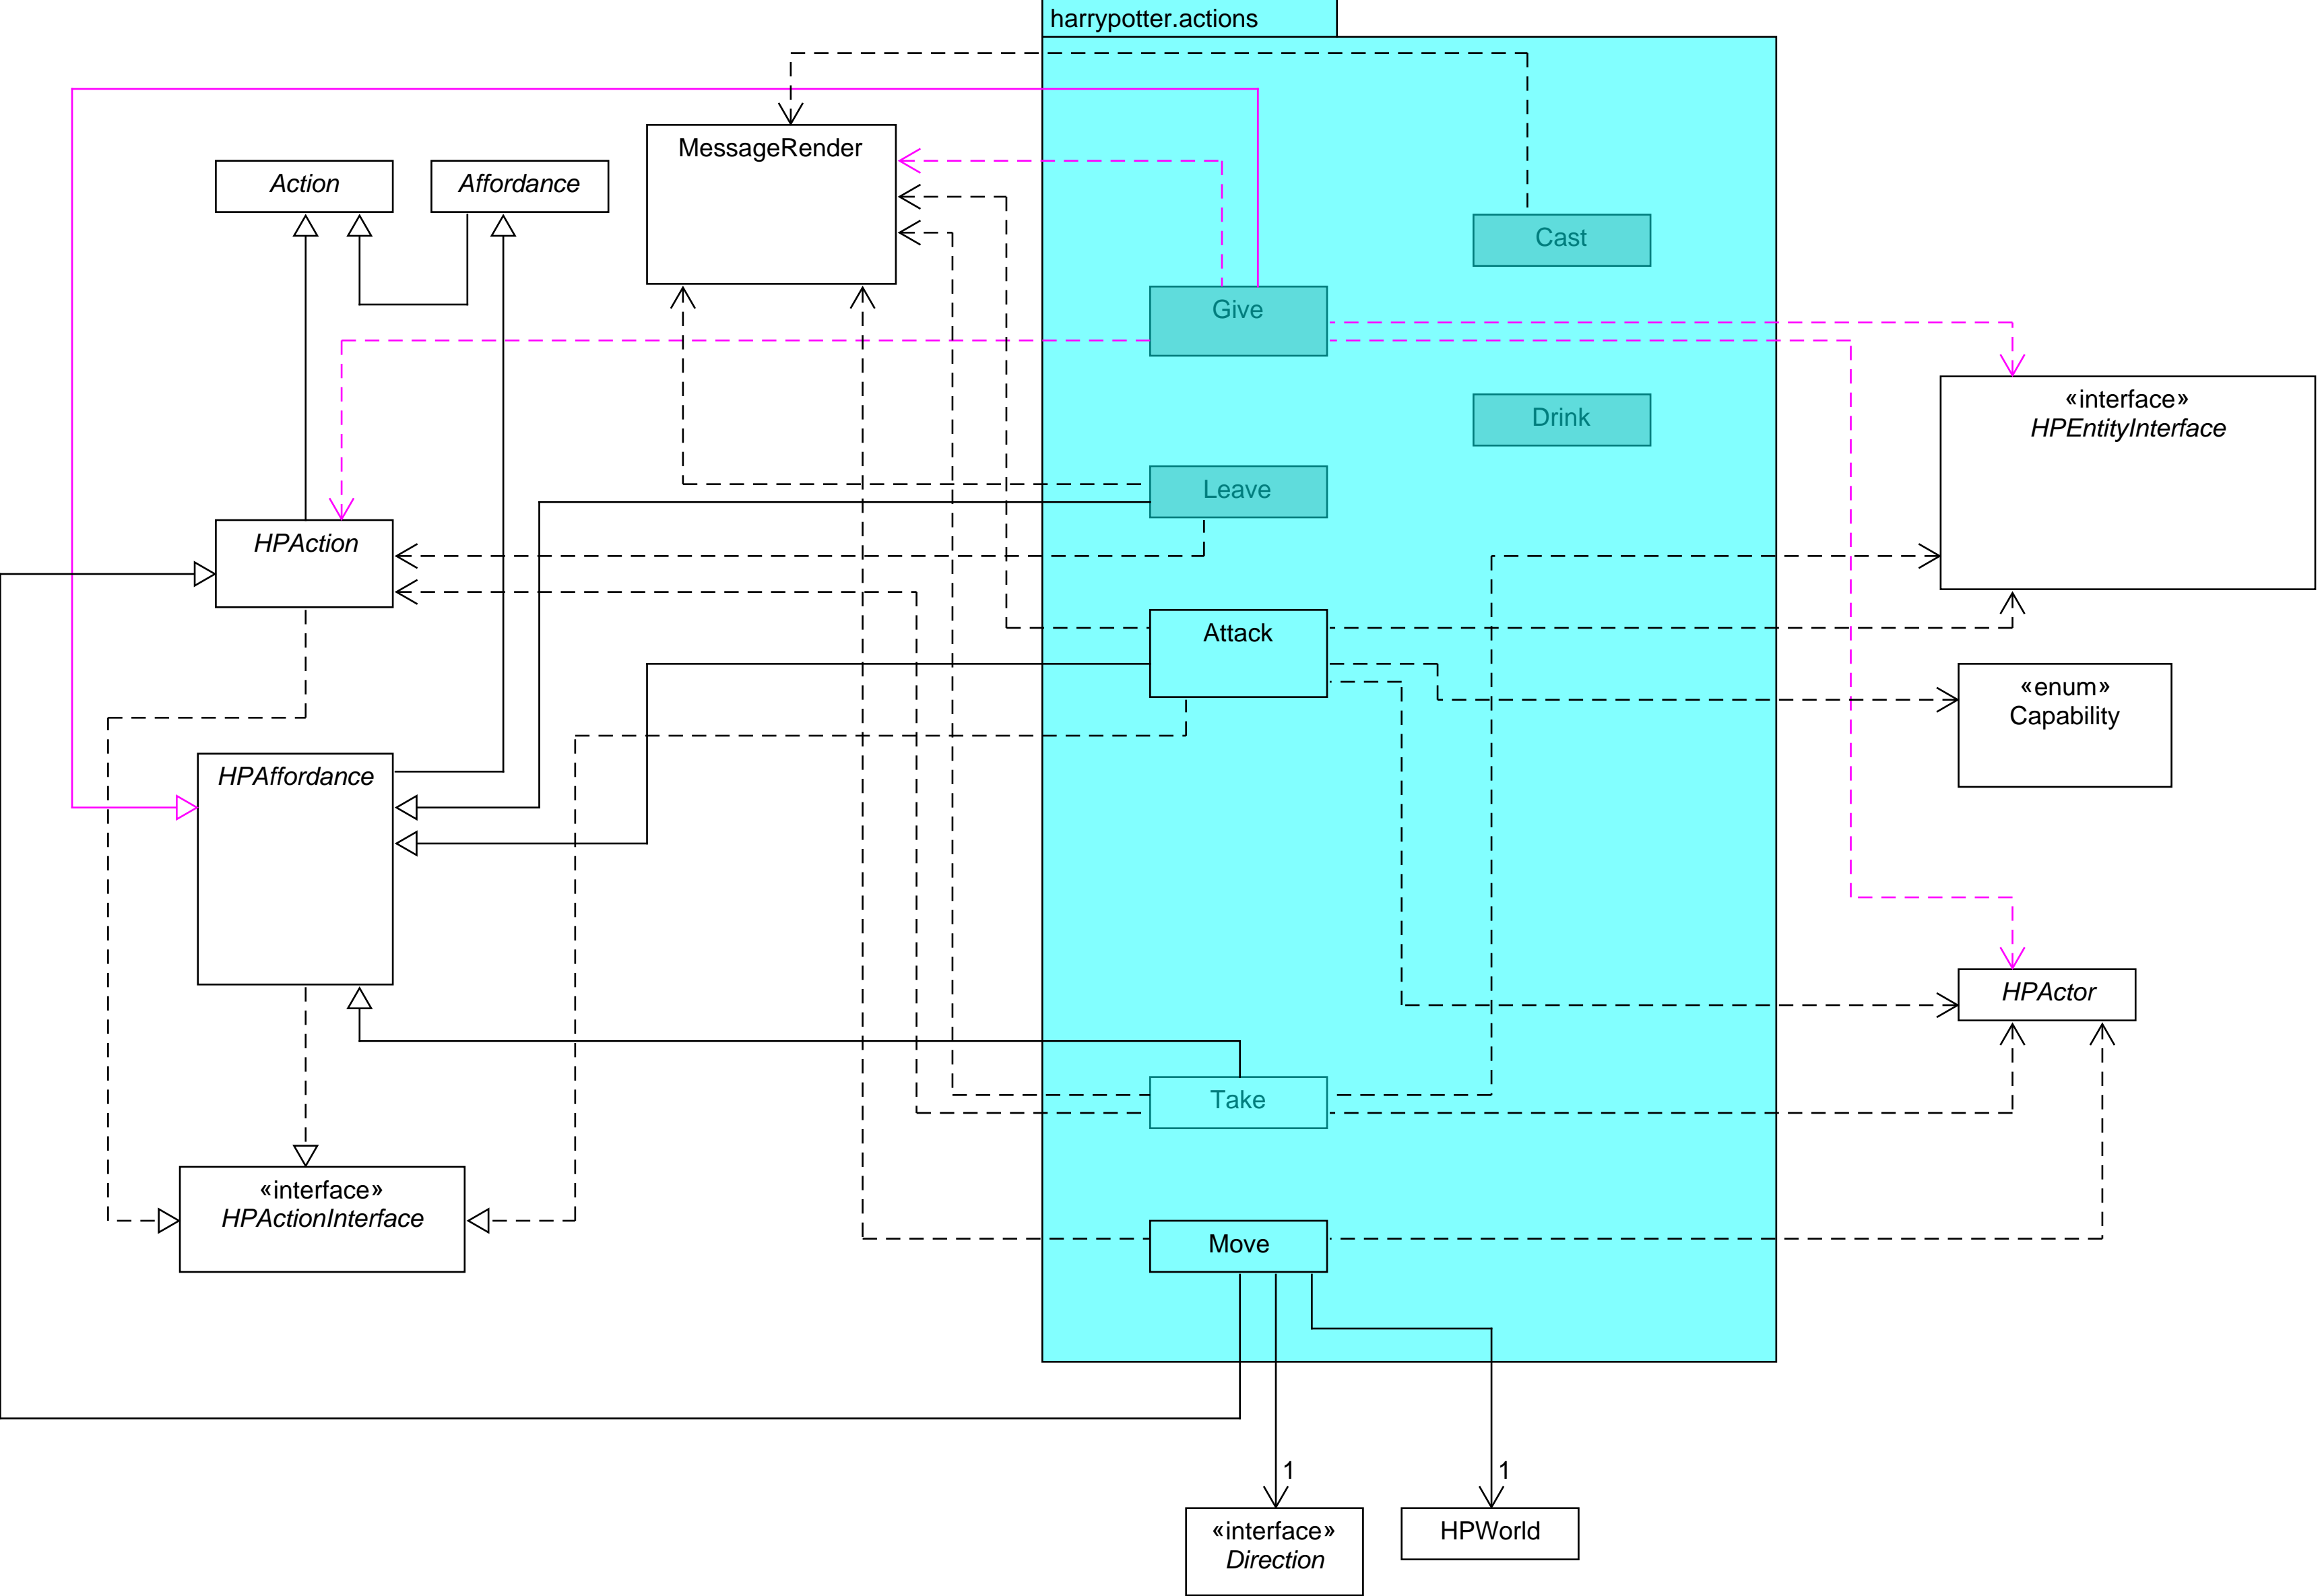 harrypotter.actions
MessageRender
Action
Affordance
Cast
Give
«interface»
HPEntityInterface
Drink
Leave
HPAction
Attack
«enum»
Capability
HPAffordance
HPActor
Take
«interface»
HPActionInterface
Move
1
1
«interface»
Direction
HPWorld